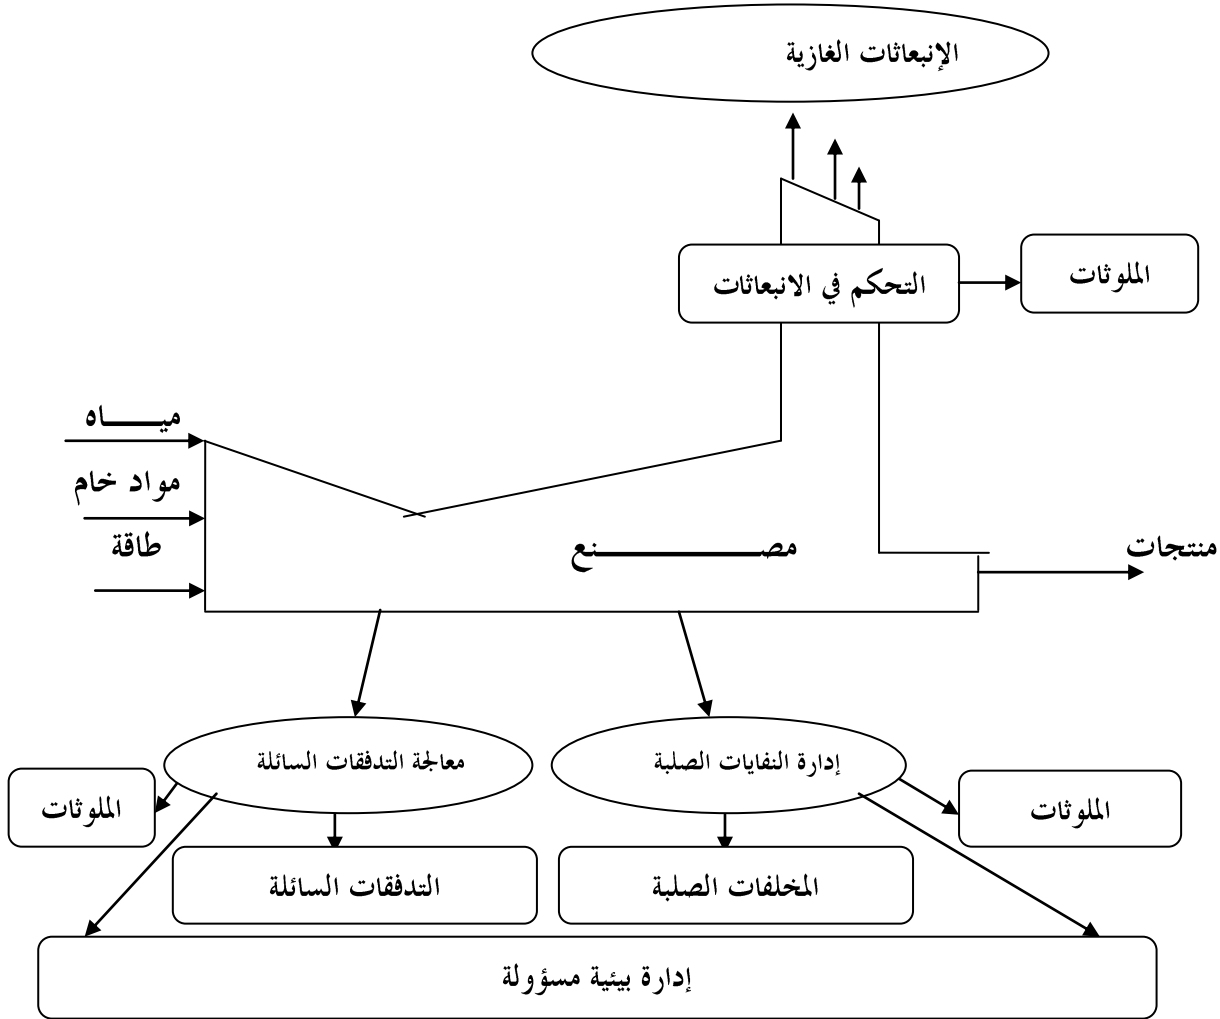 الإنبعاثات الغازية
التحكم في الانبعاثات
الملوثات
ميـــــاه
مواد خام
طاقة
مصـــــــــنع
منتجات
إدارة النفايات الصلبة
معالجة التدفقات السائلة
الملوثات
الملوثات
المخلفات الصلبة
التدفقات السائلة
إدارة بيئية مسؤولة